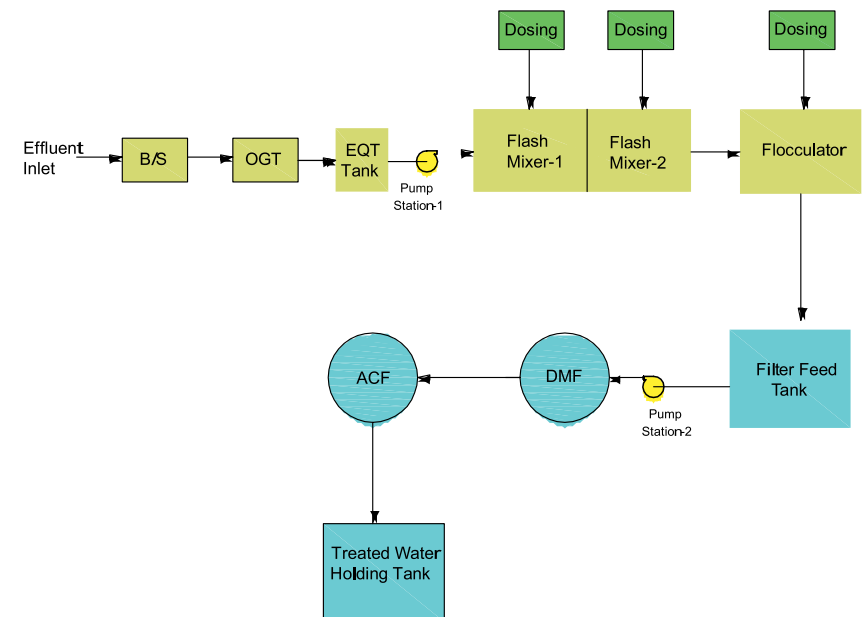 Dosing
Dosing
Dosing
Effluent
Inlet
B/S
OGT
EQT
Tank
Pump
Station-1
Flash
Mixer-1
Flash
Mixer-2
Flocculator
ACF
DMF
Pump
Station-2
Filter Feed
Tank
Treated Water
Holding Tank